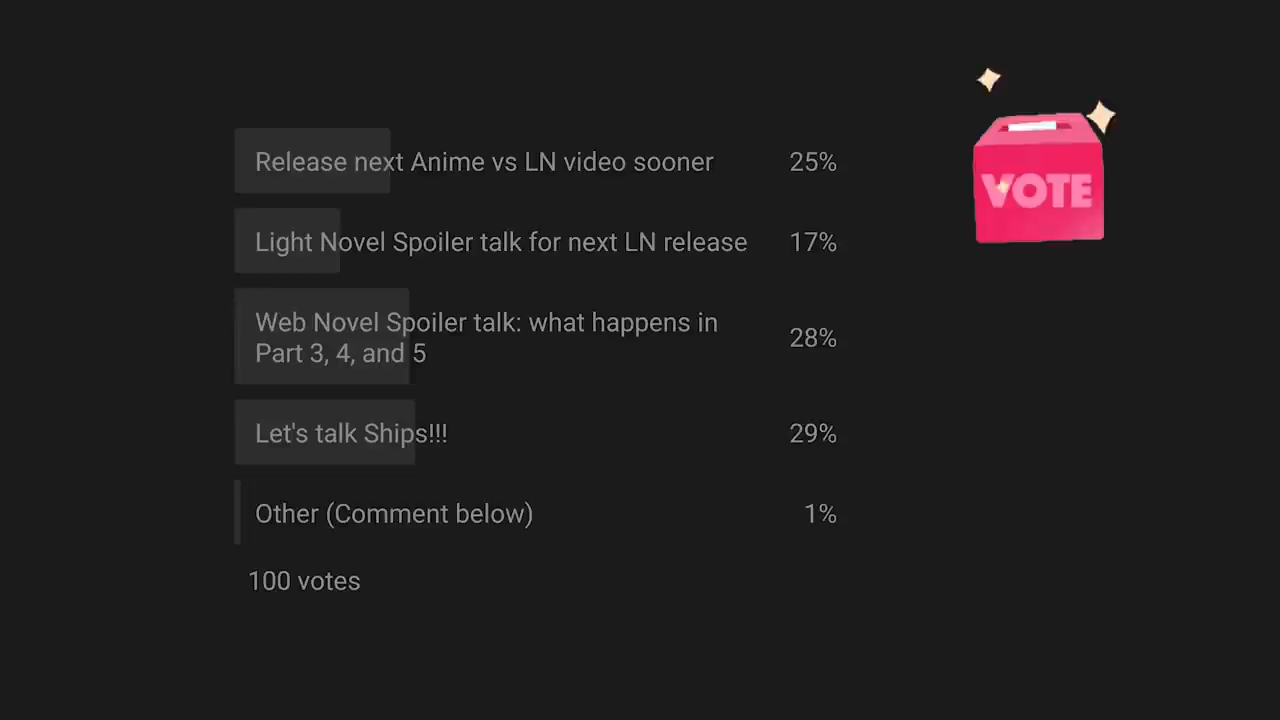 Release next Anime vs LN video sooner 25%
Light Novel Spoiler talk for next LN release 17%
Web Novel Spoiler talk: what happens in
Part 3, 4, and 5 28%
Let's talk Ships!!! 29%
Other (Comment below) 1%
100 votes
VOTE